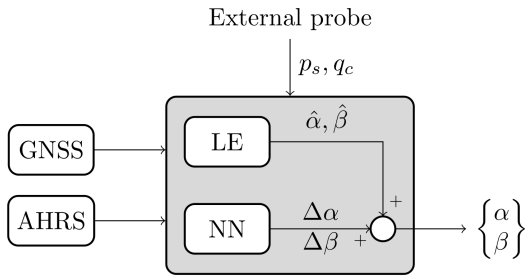 External probe
p_s, q_c
α̂, β̂
GNSS
LE
+
AHRS
NN
Δα
Δβ
+
{α β}